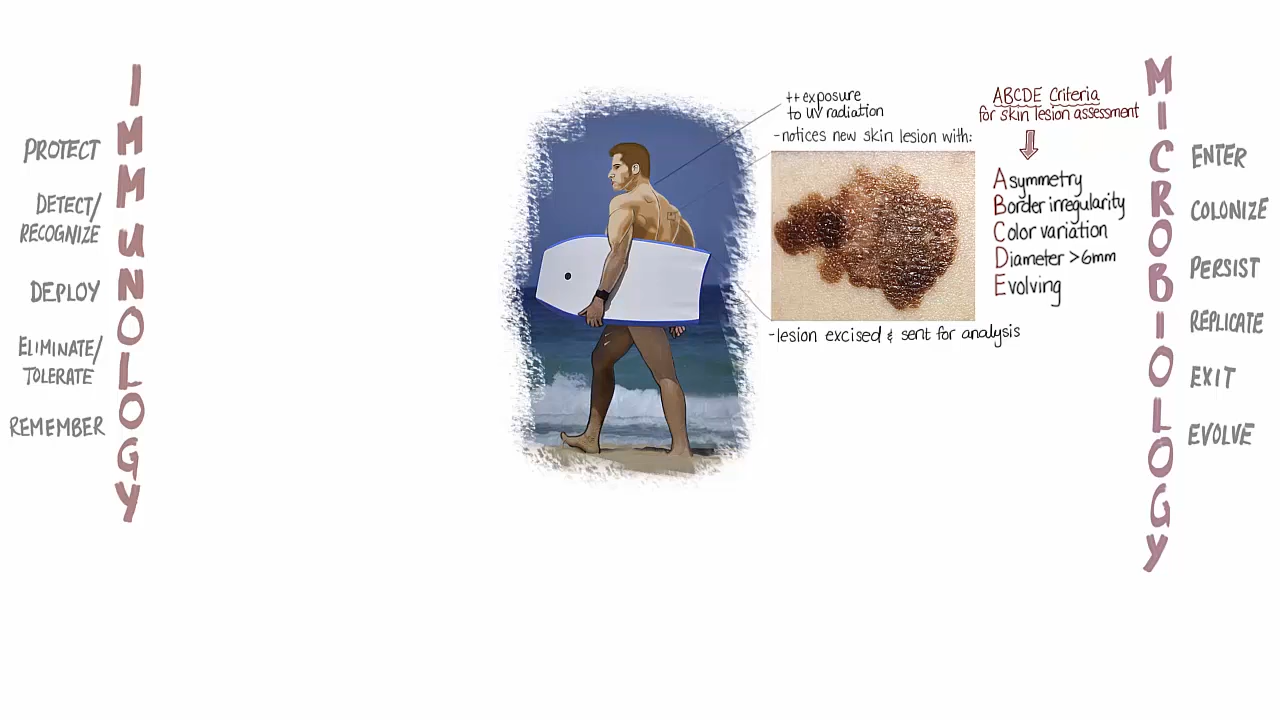 IMMUNOLOGY
PROTECT
DETECT/
RECOGNIZE
DEPLOY
ELIMINATE/
TOLERATE
REMEMBER
++ exposure
to UV radiation
-notices new skin lesion with:
-lesion excised & sent for analysis
ABCDE Criteria
for skin lesion assessment
Asymmetry
Border irregularity
Color variation
Diameter >6mm
Evolving
MICROBIOLOGY
ENTER
COLONIZE
PERSIST
REPLICATE
EXIT
EVOLVE